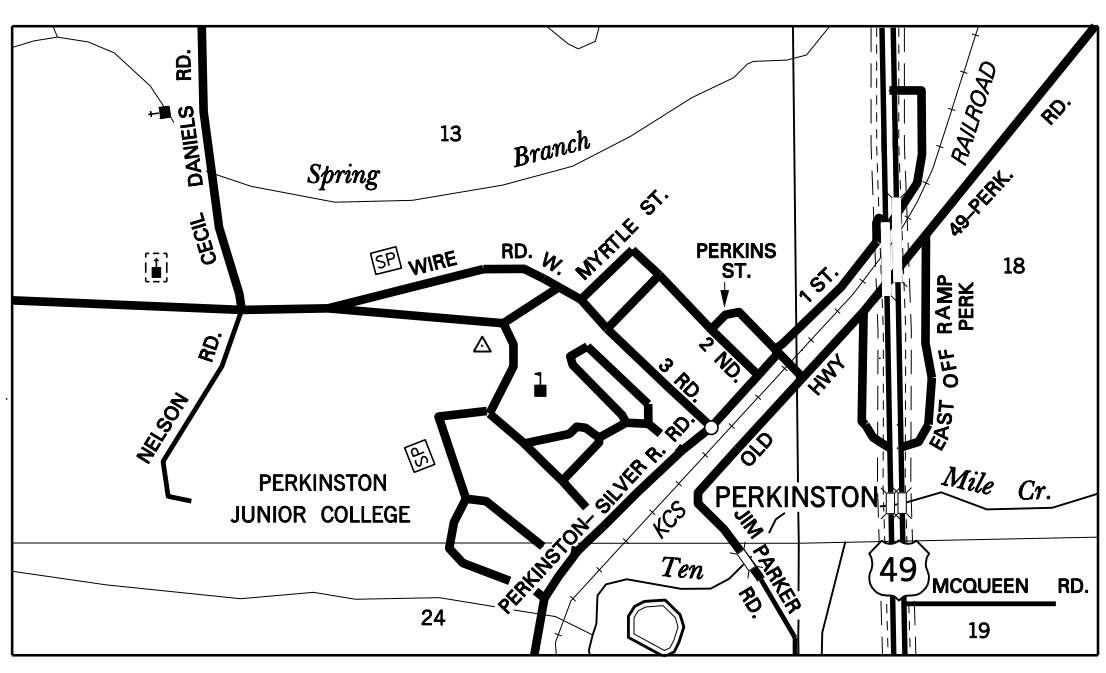 CECIL DANIELS RD.
13
Spring Branch
RAILROAD
49-PERK. RD.
SP
WIRE RD. W.
MYRTLE ST.
PERKINS
ST.
1 ST.
18
EAST OFF RAMP
PERK
NELSON RD.
2 ND.
3 RD.
1
OLD HWY
SP
PERKINSTON
JUNIOR COLLEGE
PERKINSTON-SILVER R. RD.
KCS
PERKINSTON
Mile Cr.
JIM PARKER RD.
Ten
49
MCQUEEN RD.
24
19